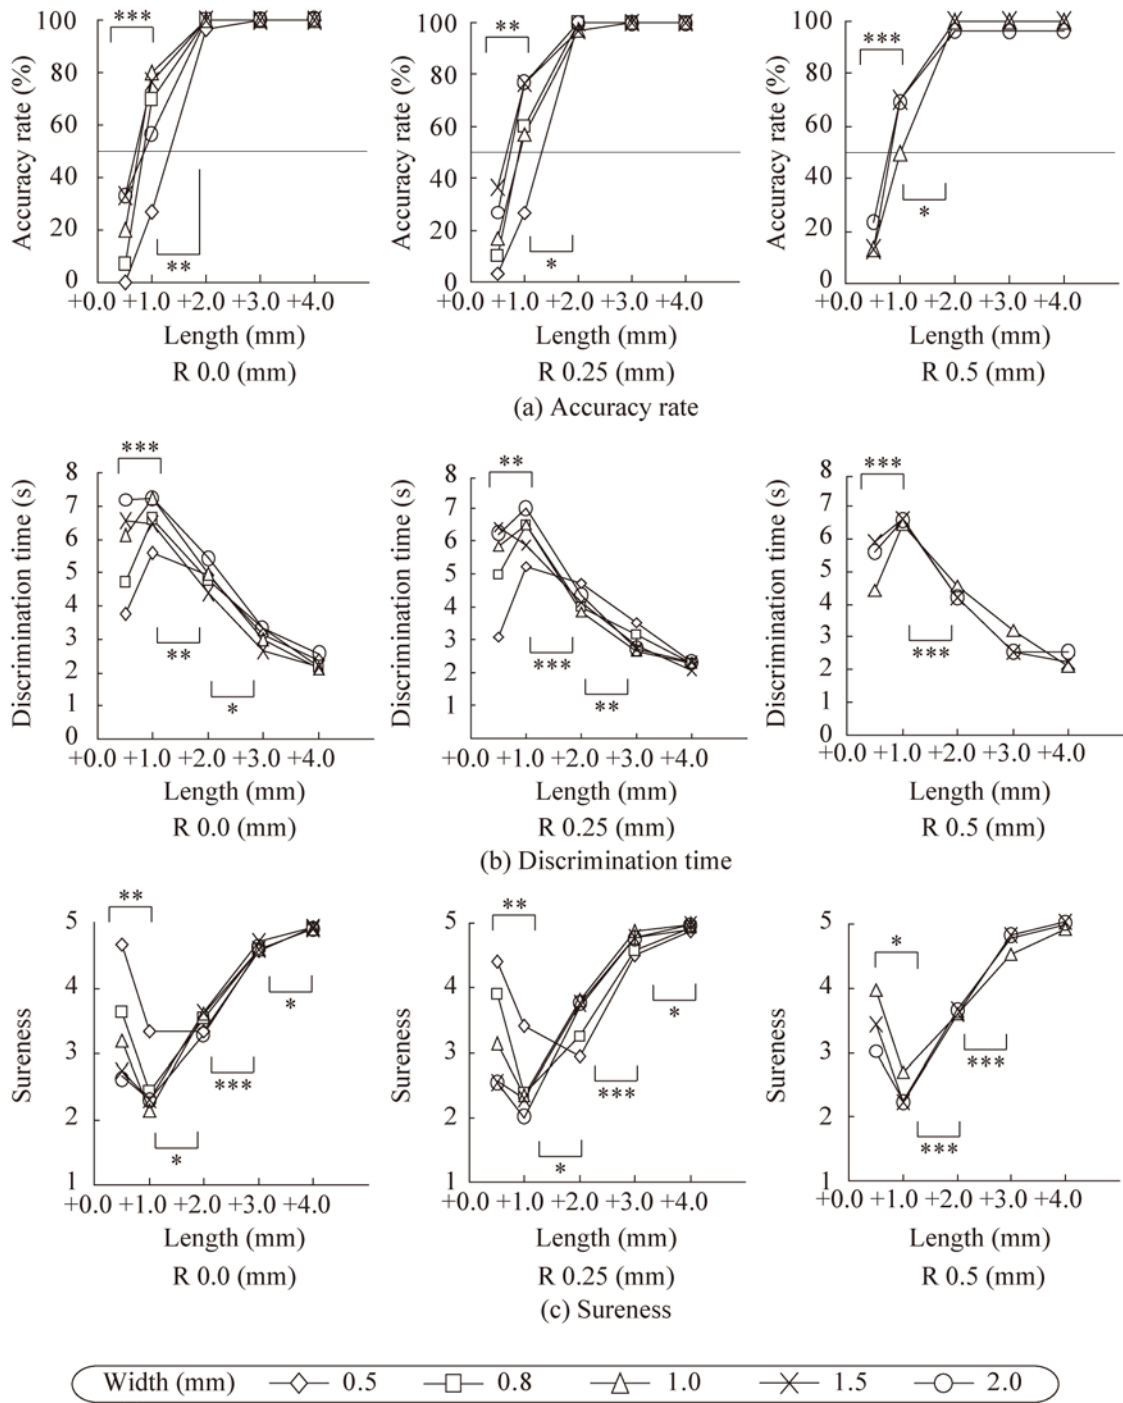 ***
100
80
60
40
20
0
Accuracy rate (%)
**
+0.0 +1.0 +2.0 +3.0 +4.0
Length (mm)
R 0.0 (mm)
**
100
80
60
40
20
0
Accuracy rate (%)
*
+0.0 +1.0 +2.0 +3.0 +4.0
Length (mm)
R 0.25 (mm)
***
100
80
60
40
20
0
Accuracy rate (%)
*
+0.0 +1.0 +2.0 +3.0 +4.0
Length (mm)
R 0.5 (mm)
(a) Accuracy rate
***
8
7
6
5
4
3
2
1
0
Discrimination time (s)
**
*
+0.0 +1.0 +2.0 +3.0 +4.0
Length (mm)
R 0.0 (mm)
**
8
7
6
5
4
3
2
1
Discrimination time (s)
***
**
+0.0 +1.0 +2.0 +3.0 +4.0
Length (mm)
R 0.25 (mm)
***
8
7
6
5
4
3
2
1
0
Discrimination time (s)
***
+0.0 +1.0 +2.0 +3.0 +4.0
Length (mm)
R 0.5 (mm)
(b) Discrimination time
**
5
4
3
2
1
Sureness
*
***
*
+0.0 +1.0 +2.0 +3.0 +4.0
Length (mm)
R 0.0 (mm)
**
5
4
3
2
1
Sureness
*
***
*
+0.0 +1.0 +2.0 +3.0 +4.0
Length (mm)
R 0.25 (mm)
*
5
4
3
2
1
Sureness
***
***
+0.0 +1.0 +2.0 +3.0 +4.0
Length (mm)
R 0.5 (mm)
(c) Sureness
Width (mm) 0.5 0.8 1.0 1.5 2.0